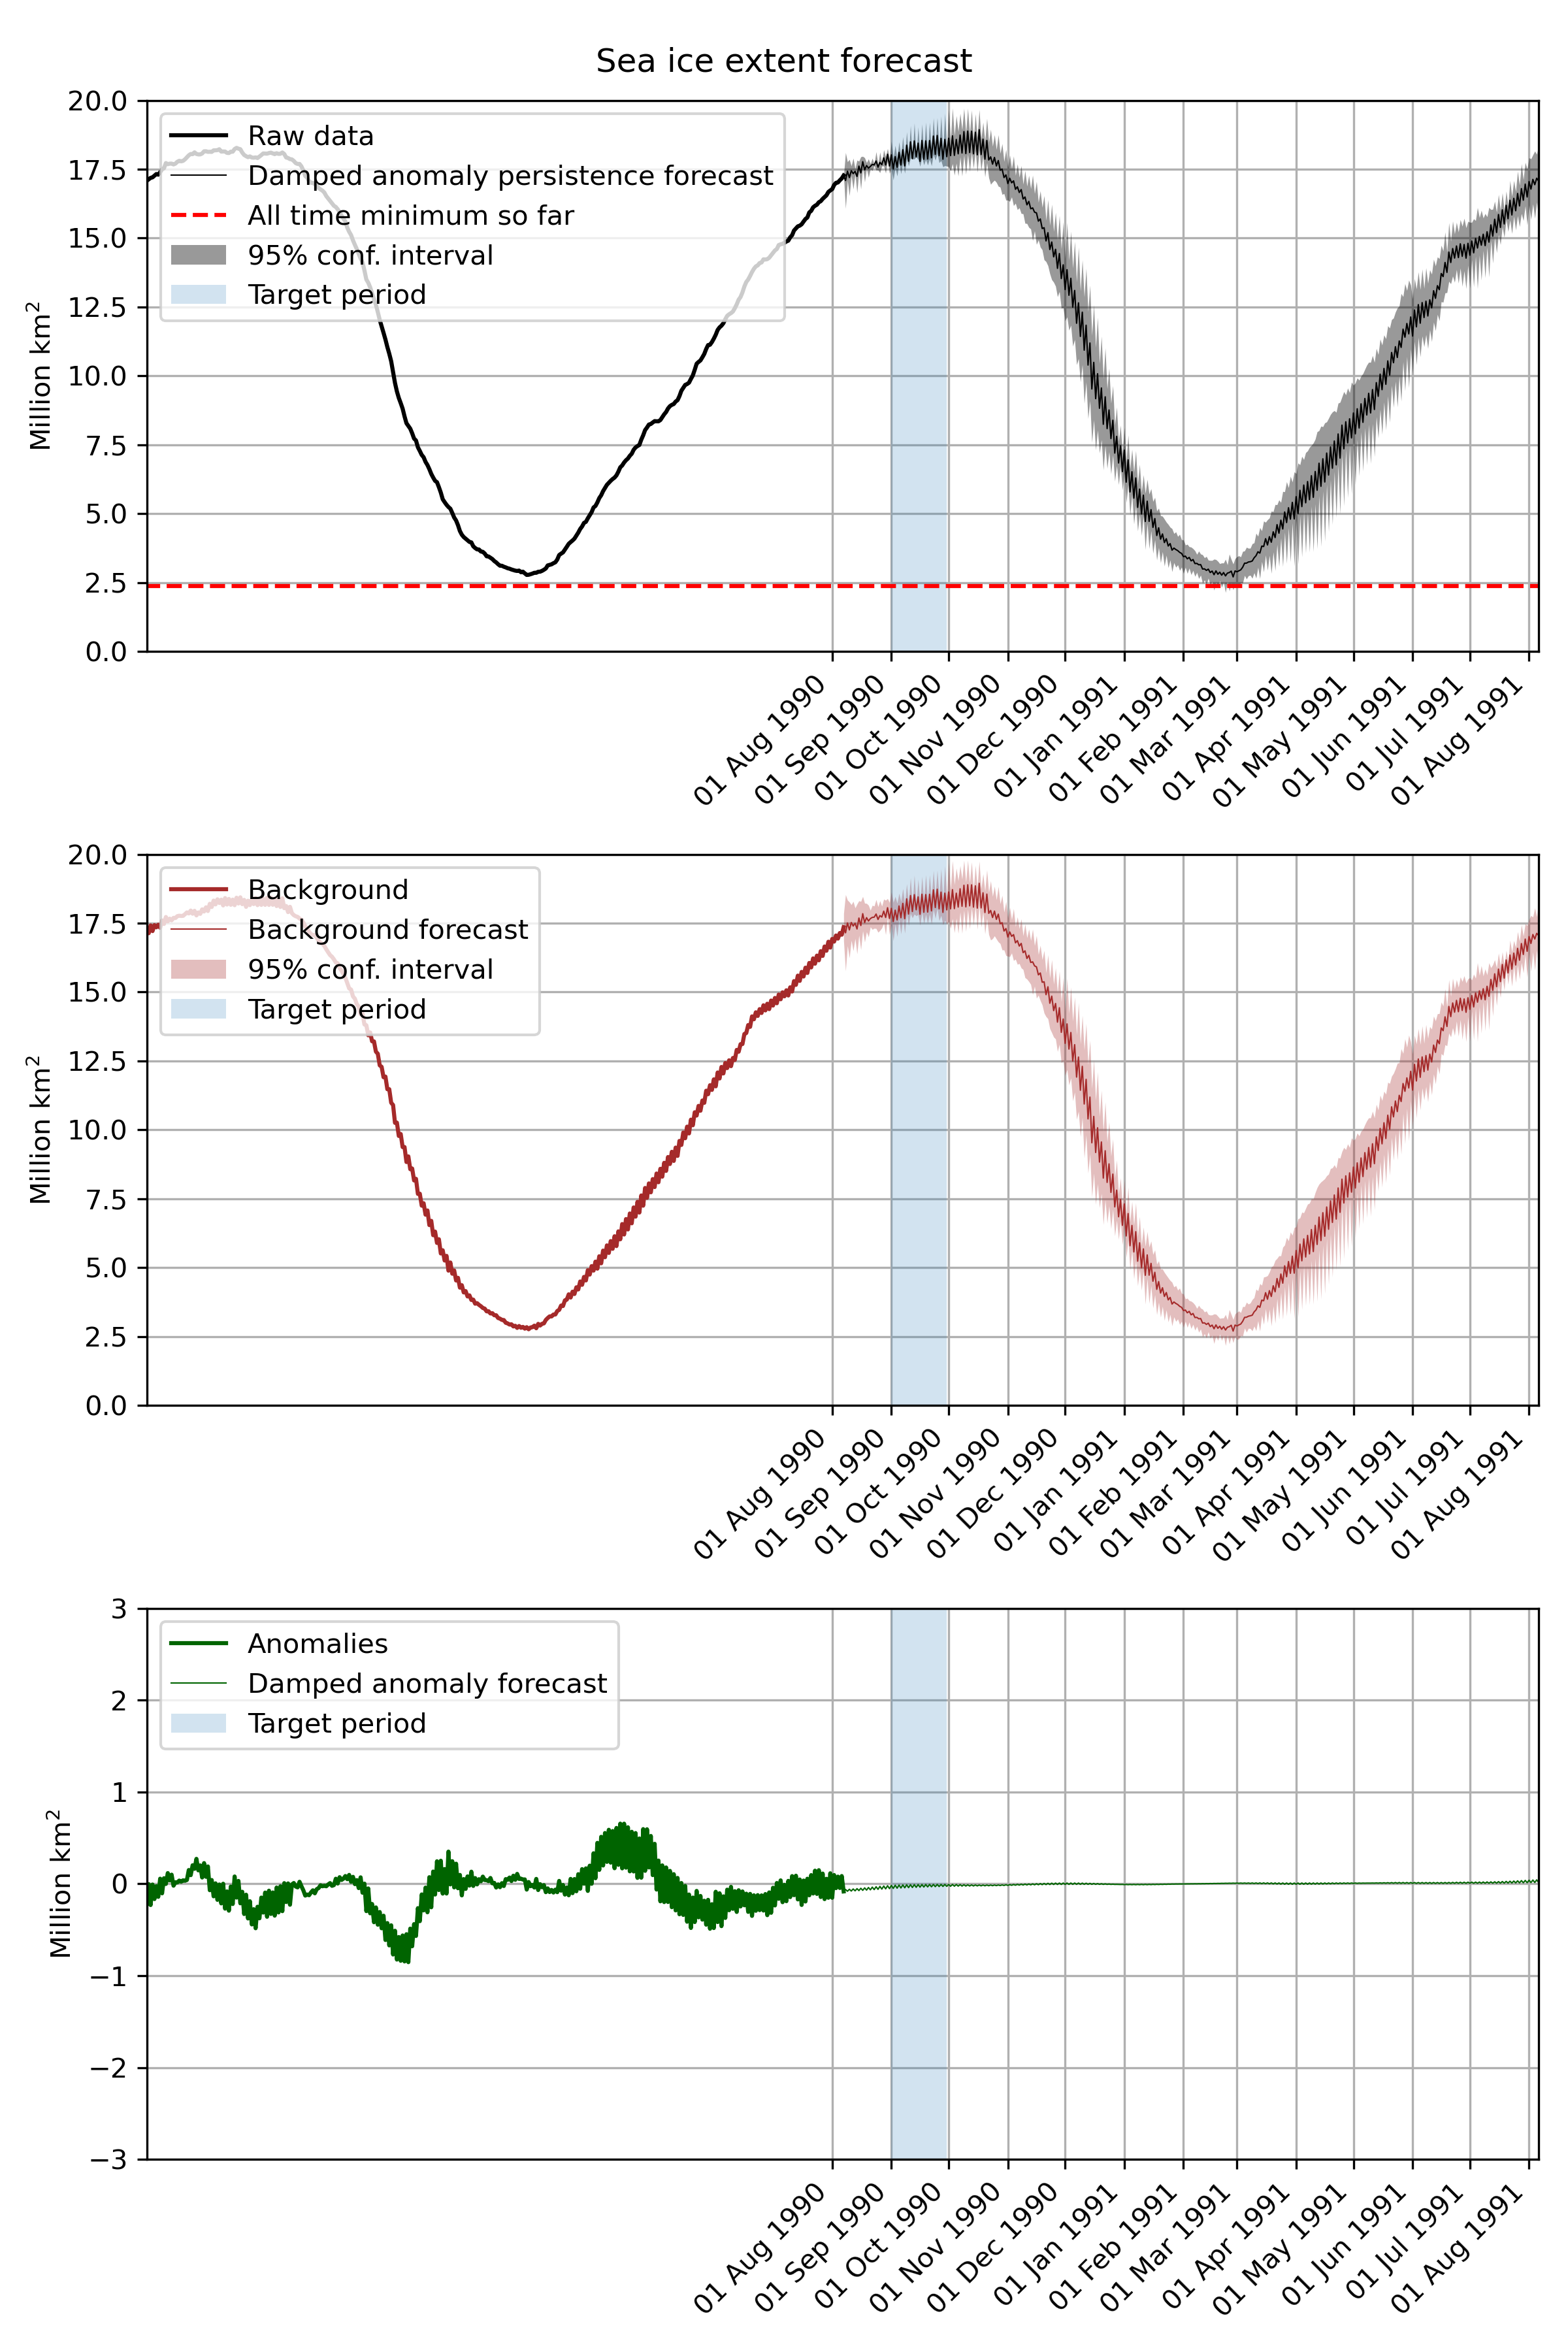 Sea ice extent forecast
20.0
17.5
15.0
12.5
10.0
7.5
5.0
2.5
0.0
Million km²
Raw data
Damped anomaly persistence forecast
All time minimum so far
95% conf. interval
Target period
01 Aug 1990
01 Sep 1990
01 Oct 1990
01 Nov 1990
01 Dec 1990
01 Jan 1991
01 Feb 1991
01 Mar 1991
01 Apr 1991
01 May 1991
01 Jun 1991
01 Jul 1991
01 Aug 1991
20.0
17.5
15.0
12.5
10.0
7.5
5.0
2.5
0.0
Million km²
Background
Background forecast
95% conf. interval
Target period
01 Aug 1990
01 Sep 1990
01 Oct 1990
01 Nov 1990
01 Dec 1990
01 Jan 1991
01 Feb 1991
01 Mar 1991
01 Apr 1991
01 May 1991
01 Jun 1991
01 Jul 1991
01 Aug 1991
3
2
1
0
−1
−2
−3
Million km²
Anomalies
Damped anomaly forecast
Target period
01 Aug 1990
01 Sep 1990
01 Oct 1990
01 Nov 1990
01 Dec 1990
01 Jan 1991
01 Feb 1991
01 Mar 1991
01 Apr 1991
01 May 1991
01 Jun 1991
01 Jul 1991
01 Aug 1991